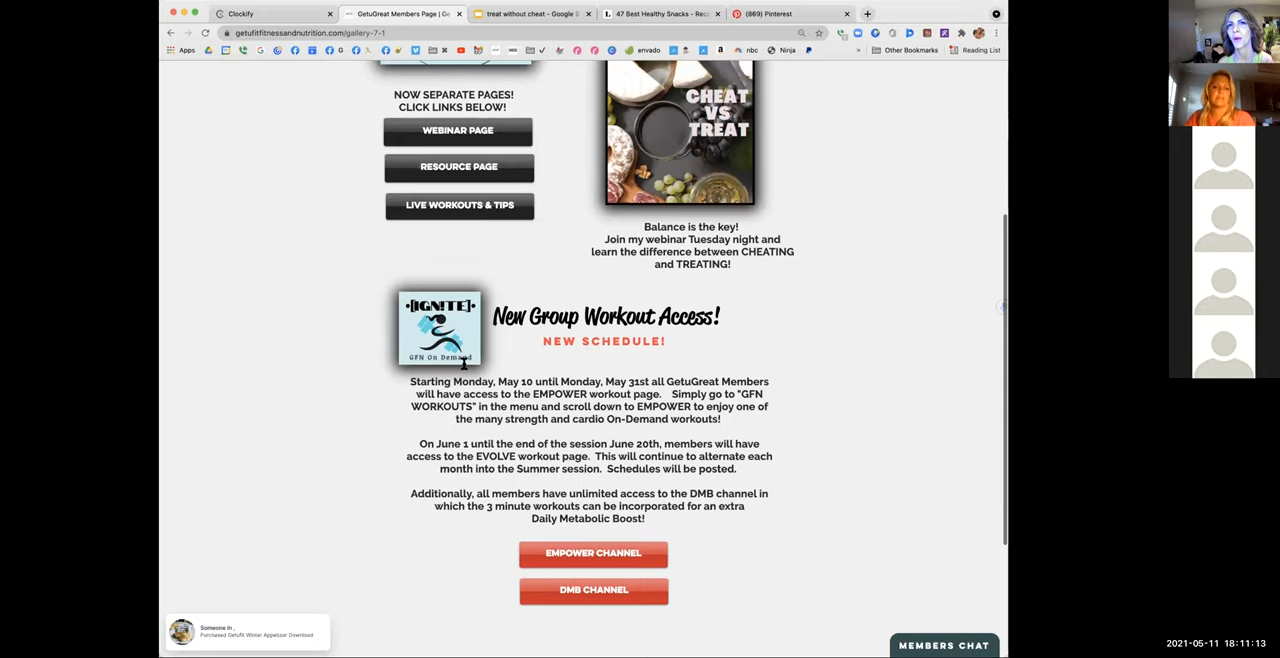 Clockify
GetuGreat Members Page | Ge
treat without cheat - Google S
47 Best Healthy Snacks - Reci
(869) Pinterest
getufitfitnessandnutrition.com/gallery-7-1
Apps
G
envado
nbc
Ninja
Other Bookmarks
Reading List
NOW SEPARATE PAGES!
CLICK LINKS BELOW!
WEBINAR PAGE
RESOURCE PAGE
LIVE WORKOUTS & TIPS
CHEAT
VS
TREAT
Balance is the key!
Join my webinar Tuesday night and
learn the difference between CHEATING
and TREATING!
•[IGNITE]•
GFN On Demand
New Group Workout Access!
NEW SCHEDULE!
Starting Monday, May 10 until Monday, May 31st all GetuGreat Members
will have access to the EMPOWER workout page. Simply go to "GFN
WORKOUTS" in the menu and scroll down to EMPOWER to enjoy one of
the many strength and cardio On-Demand workouts!
On June 1 until the end of the session June 20th, members will have
access to the EVOLVE workout page. This will continue to alternate each
month into the Summer session. Schedules will be posted.
Additionally, all members have unlimited access to the DMB channel in
which the 3 minute workouts can be incorporated for an extra
Daily Metabolic Boost!
EMPOWER CHANNEL
DMB CHANNEL
Someone in ,
Purchased Getufit Winter Appetizer Download
MEMBERS CHAT
2021-05-11 18:11:13